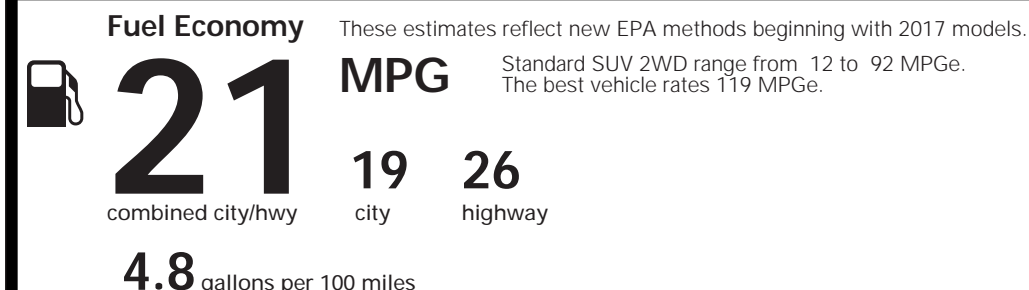 Fuel Economy These estimates reflect new EPA methods beginning with 2017 models.
21 MPG Standard SUV 2WD range from 12 to 92 MPGe.
The best vehicle rates 119 MPGe.
19 26
combined city/hwy city highway
4.8 gallons per 100 miles